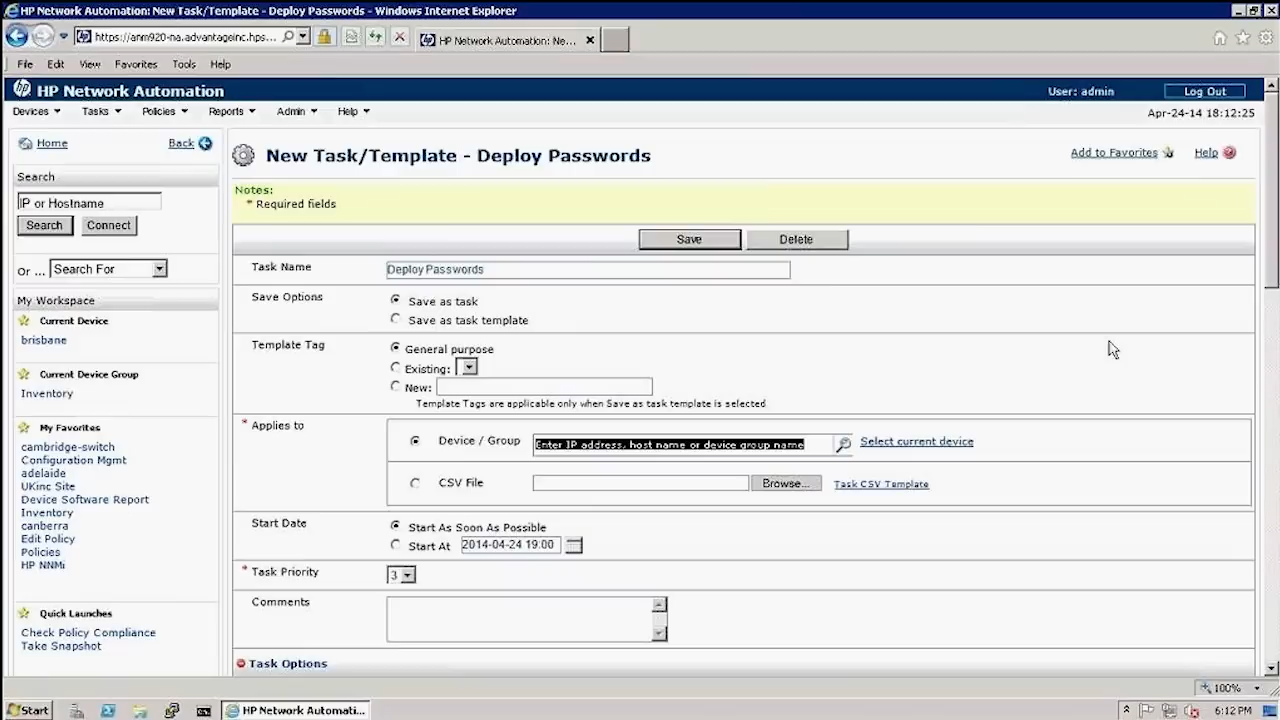 HP Network Automation: New Task/Template - Deploy Passwords - Windows Internet Explorer
https://anm920-na.advantageinc.hps...
HP Network Automation: Ne...
File Edit View Favorites Tools Help
HP Network Automation
User: admin
Log Out
Devices Tasks Policies Reports Admin Help
Apr-24-14 18:12:25
Home
Back
Search
IP or Hostname
Search
Connect
Or ...
Search For
My Workspace
Current Device
brisbane
Current Device Group
Inventory
My Favorites
cambridge-switch
Configuration Mgmt
adelaide
UKinc Site
Device Software Report
Inventory
canberra
Edit Policy
Policies
HP NNMi
Quick Launches
Check Policy Compliance
Take Snapshot
New Task/Template - Deploy Passwords
Add to Favorites
Help
Notes:
* Required fields
Save
Delete
Task Name
Deploy Passwords
Save Options
Save as task
Save as task template
Template Tag
General purpose
Existing:
New:
Template Tags are applicable only when Save as task template is selected
* Applies to
Device / Group
Enter IP address, host name or device group name
Select current device
CSV File
Browse...
Task CSV Template
Start Date
Start As Soon As Possible
Start At
2014-04-24 19:00
* Task Priority
3
Comments
Task Options
100%
Start
HP Network Automati...
6:12 PM